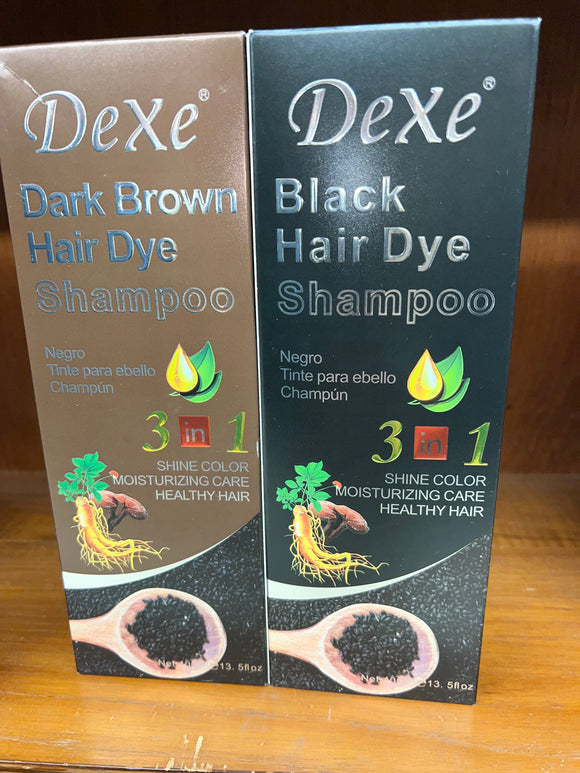 DeXe®
Dark Brown
Hair Dye
Shampoo
Negro
Tinte para ebello
Champún
3 in 1
SHINE COLOR
MOISTURIZING CARE
HEALTHY HAIR
13. 5floz
DeXe®
Black
Hair Dye
Shampoo
Negro
Tinte para ebello
Champún
3 in 1
SHINE COLOR
MOISTURIZING CARE
HEALTHY HAIR
13. 5floz